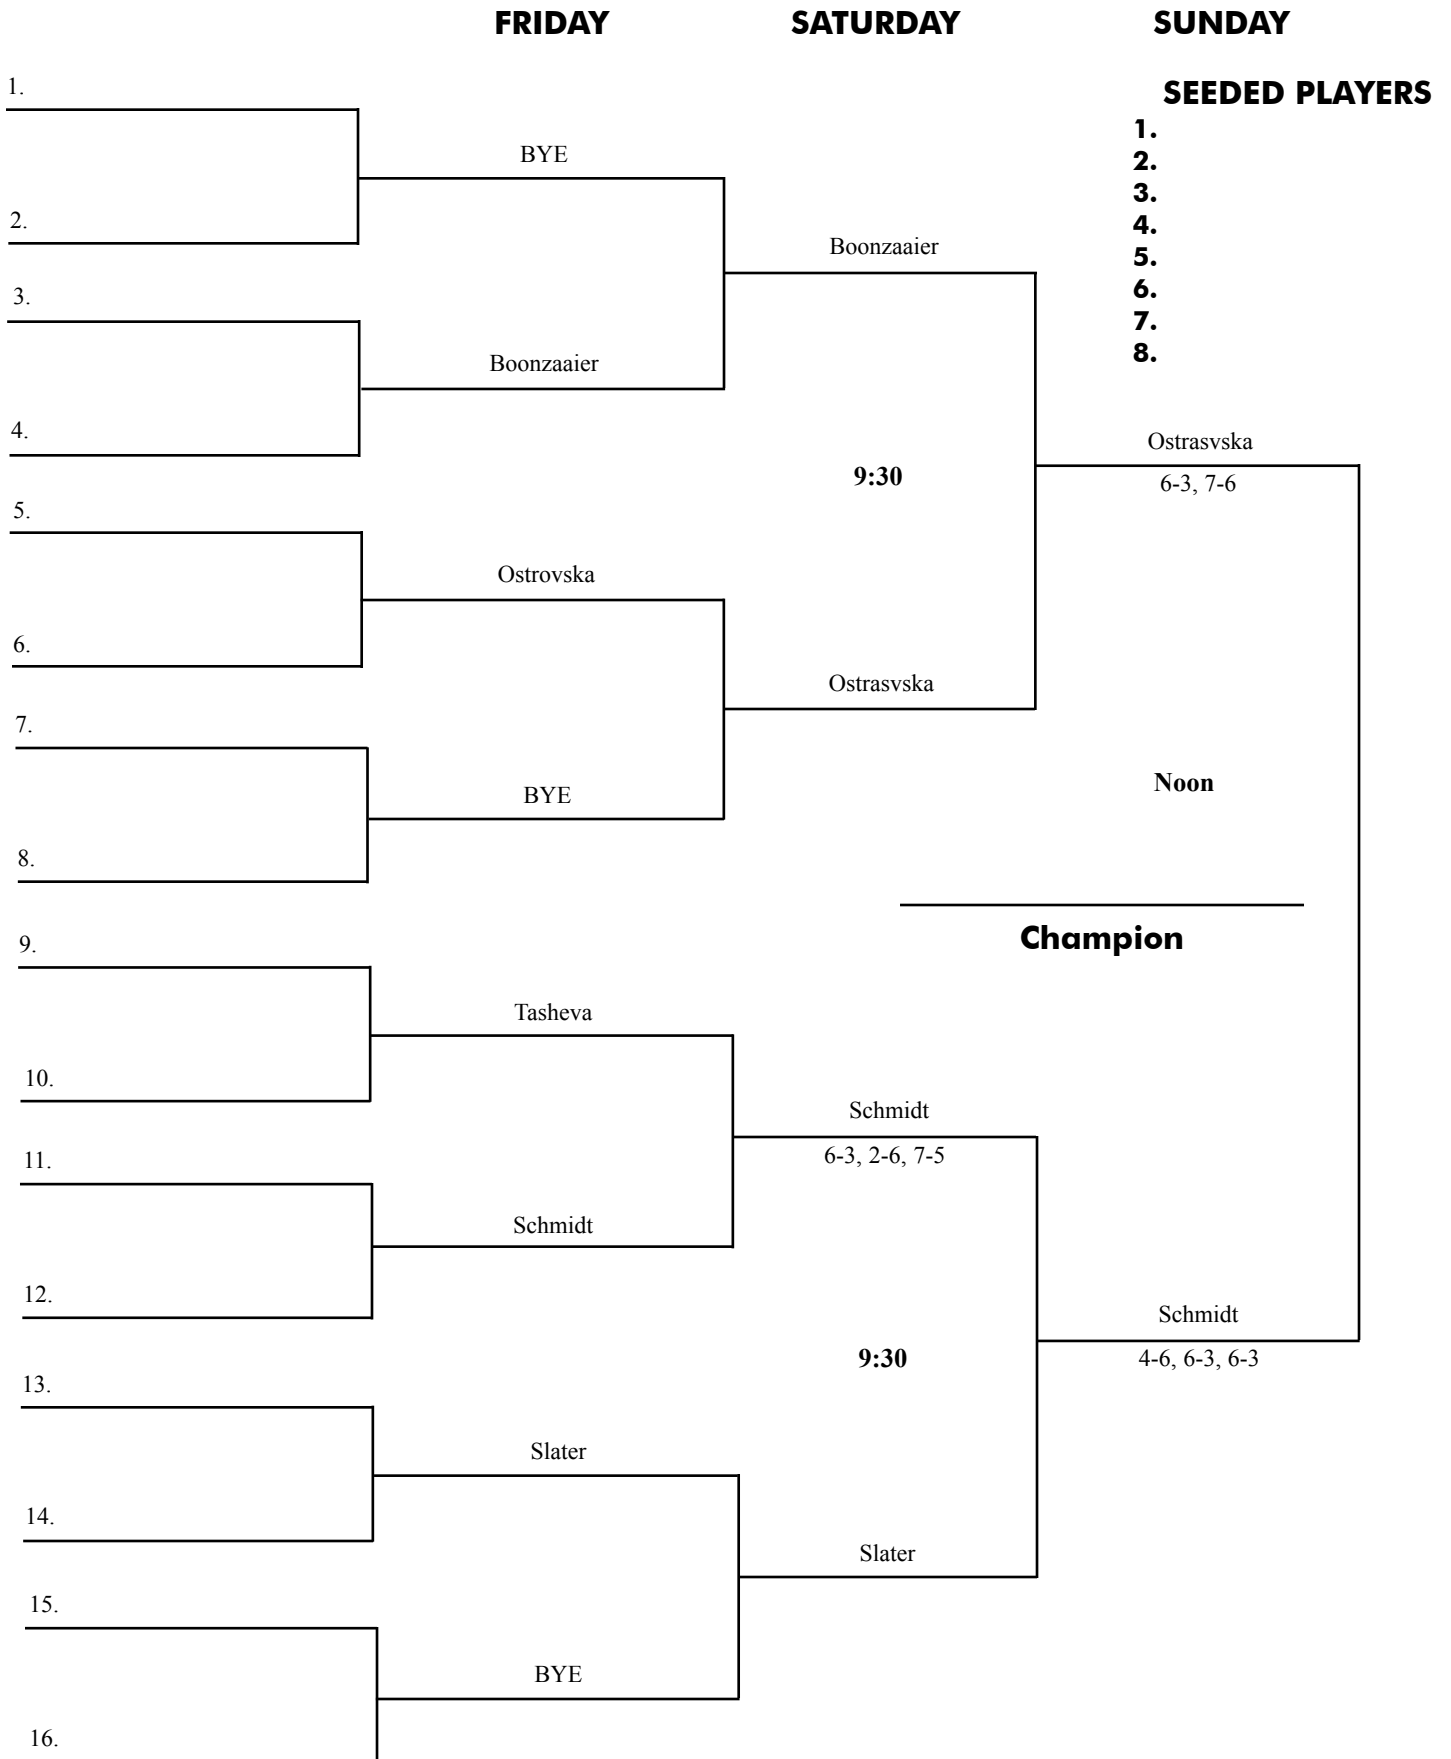 FRIDAY SATURDAY SUNDAY
SEEDED PLAYERS
1.
2.
3.
4.
5.
6.
7.
8.
1.
BYE
2.
Boonzaaier
3.
Boonzaaier
4.
Ostrasvska
6-3, 7-6
9:30
5.
Ostrovska
6.
Ostrasvska
7.
Noon
BYE
8.
Champion
9.
Tasheva
10.
Schmidt
6-3, 2-6, 7-5
11.
Schmidt
12.
Schmidt
4-6, 6-3, 6-3
9:30
13.
Slater
14.
Slater
15.
BYE
16.